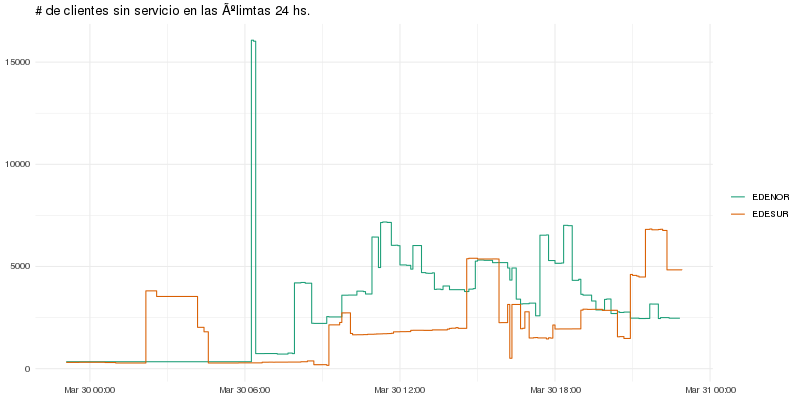 # de clientes sin servicio en las Ãºlimtas 24 hs.
15000
10000
5000
0
Mar 30 00:00
Mar 30 06:00
Mar 30 12:00
Mar 30 18:00
Mar 31 00:00
EDENOR
EDESUR